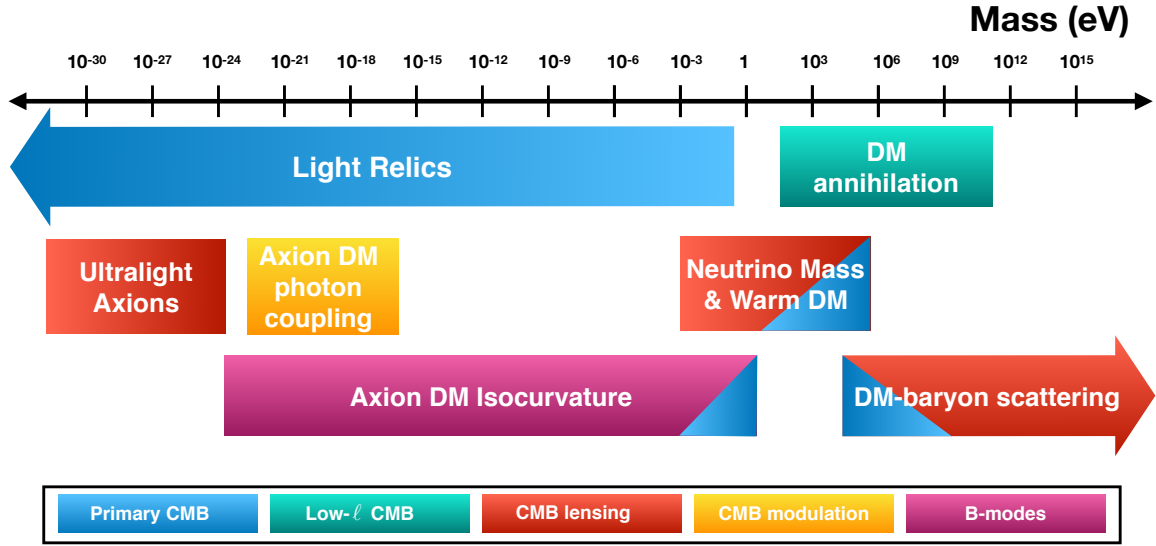 Mass (eV)
10-30 10-27 10-24 10-21 10-18 10-15 10-12 10-9 10-6 10-3 1 103 106 109 1012 1015
Light Relics
DM
annihilation
Ultralight
Axions
Axion DM
photon
coupling
Neutrino Mass
& Warm DM
Axion DM Isocurvature
DM-baryon scattering
Primary CMB
Low-ℓ CMB
CMB lensing
CMB modulation
B-modes